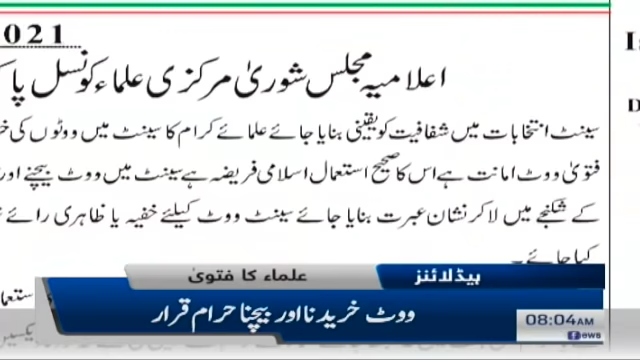 2021
اعلامیہ مجلس شوریٰ مرکزی علماء کونسل پا
سینٹ انتخابات میں شفافیت کو یقینی بنایا جائے علمائے کرام کا سینٹ میں ووٹوں کی
فتویٰ ووٹ امانت ہے اس کا صحیح استعمال اسلامی فریضہ ہے سینٹ میں ووٹ بیچنے اور
کے شکنجے میں لا کر نشان عبرت بنایا جائے سینٹ ووٹ کیلئے خفیہ یا ظاہری رائے
کیا جائے۔
ہیڈلائنز
علماء کا فتویٰ
ووٹ خریدنا اور بیچنا حرام قرار
08:04AM
news